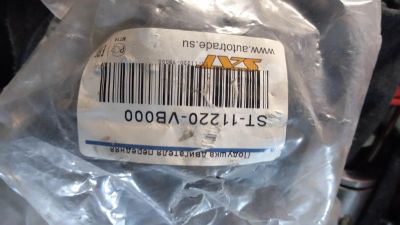 Подушка двигателя передняя
ST-11220-VB000
SAT
www.autotrade.su